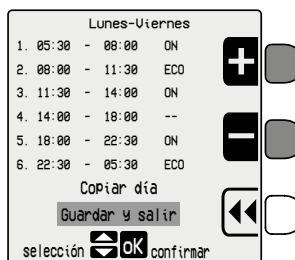 Lunes-Viernes
1. 05:30 - 08:00 ON
2. 08:00 - 11:30 ECO
3. 11:30 - 14:00 ON
4. 14:00 - 18:00 --
5. 18:00 - 22:30 ON
6. 22:30 - 05:30 ECO
Copiar día
Guardar y salir
selección OK confirmar